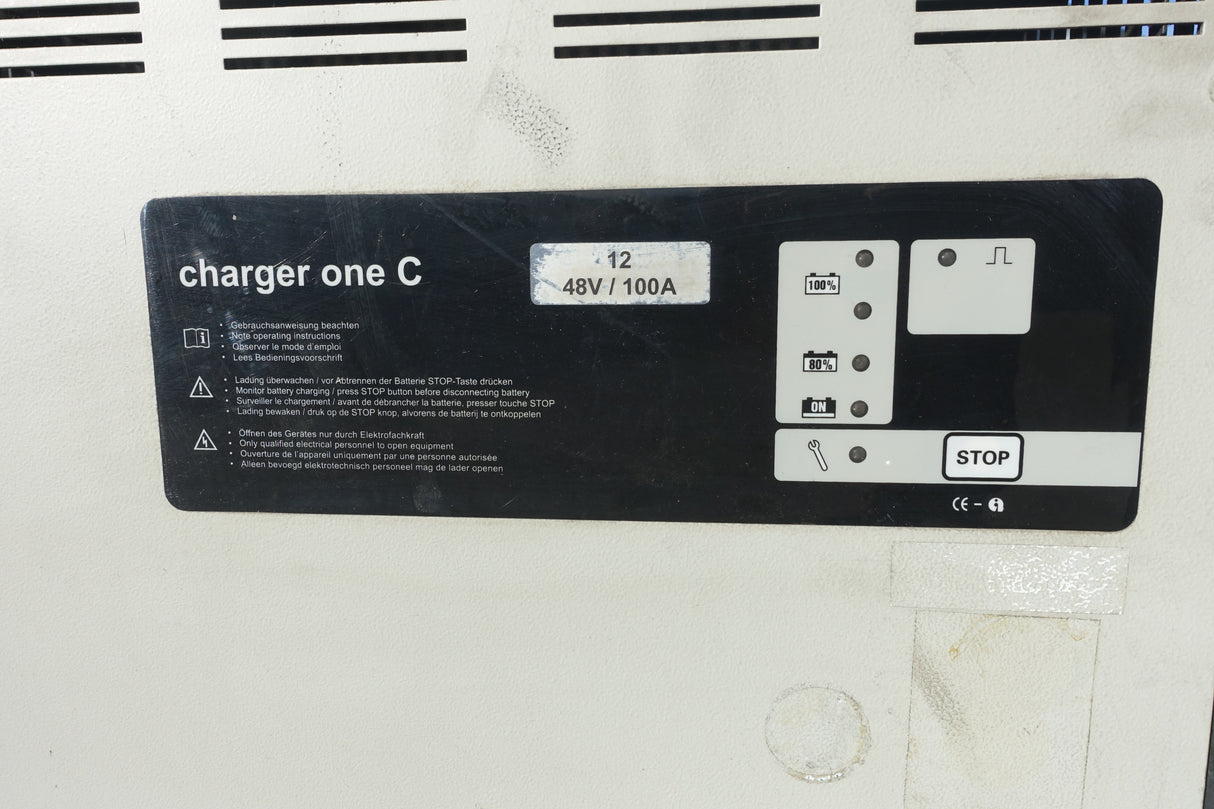 charger one C
12
48V / 100A
• Gebrauchsanweisung beachten
• Note operating instructions
• Observer le mode d'emploi
• Lees Bedieningsvoorschrift
• Ladung überwachen / vor Abtrennen der Batterie STOP-Taste drücken
• Monitor battery charging / press STOP button before disconnecting battery
• Surveiller le chargement / avant de débrancher la batterie, presser touche STOP
• Lading bewaken / druk op de STOP knop, alvorens de batterij te ontkoppelen
• Öffnen des Gerätes nur durch Elektrofachkraft
• Only qualified electrical personnel to open equipment
• Ouverture de l'appareil uniquement par une personne autorisée
• Alleen bevoegd elektrotechnisch personeel mag de lader openen
100%
80%
ON
STOP
CE -